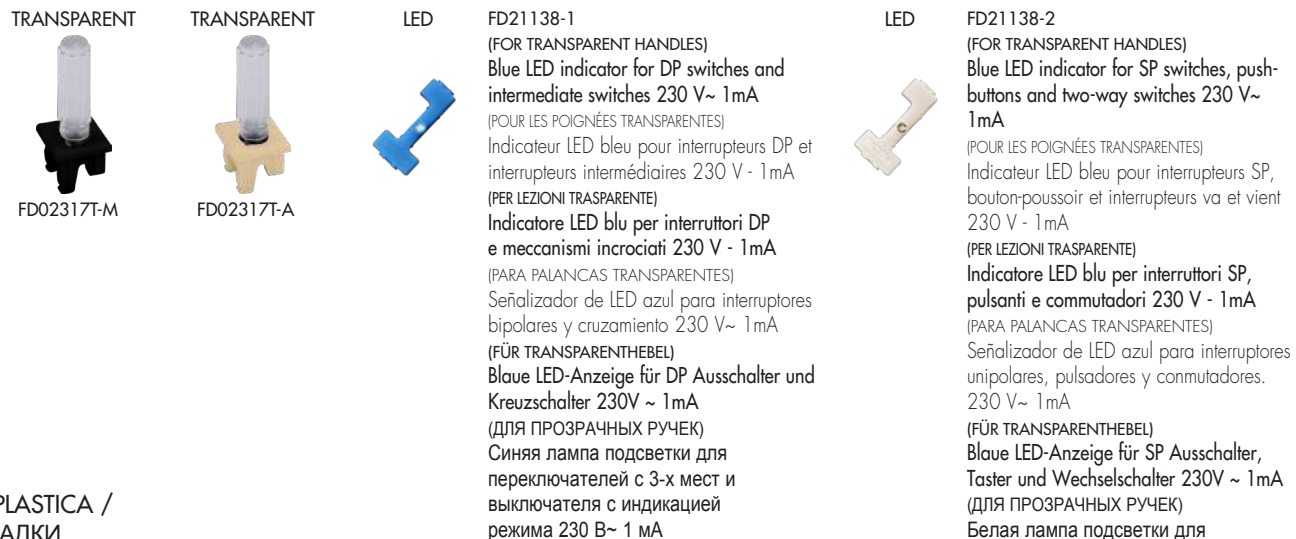 TRANSPARENT
FD02317T-M
TRANSPARENT
FD02317T-A
LED
FD21138-1
(FOR TRANSPARENT HANDLES)
Blue LED indicator for DP switches and
intermediate switches 230 V~ 1mA
(POUR LES POIGNÉES TRANSPARENTES)
Indicateur LED bleu pour interrupteurs DP et
interrupteurs intermédiaires 230 V - 1mA
(PER LEZIONI TRASPARENTE)
Indicatore LED blu per interruttori DP
e meccanismi incrociati 230 V - 1mA
(PARA PALANCAS TRANSPARENTES)
Señalizador de LED azul para interruptores
bipolares y cruzamiento 230 V~ 1mA
(FÜR TRANSPARENTHEBEL)
Blaue LED-Anzeige für DP Ausschalter und
Kreuzschalter 230V ~ 1mA
(ДЛЯ ПРОЗРАЧНЫХ РУЧЕК)
Синяя лампа подсветки для
переключателей с 3-х мест и
выключателя с индикацией
режима 230 В~ 1 мА
LED
FD21138-2
(FOR TRANSPARENT HANDLES)
Blue LED indicator for SP switches, push-
buttons and two-way switches 230 V~
1mA
(POUR LES POIGNÉES TRANSPARENTES)
Indicateur LED bleu pour interrupteurs SP,
bouton-poussoir et interrupteurs va et vient
230 V - 1mA
(PER LEZIONI TRASPARENTE)
Indicatore LED blu per interruttori SP,
pulsanti e commutadori 230 V - 1mA
(PARA PALANCAS TRANSPARENTES)
Señalizador de LED azul para interruptores
unipolares, pulsadores y conmutadores.
230 V~ 1mA
(FÜR TRANSPARENTHEBEL)
Blaue LED-Anzeige für SP Ausschalter,
Taster und Wechselschalter 230V ~ 1mA
(ДЛЯ ПРОЗРАЧНЫХ РУЧЕК)
Белая лампа подсветки для
PLASTICA /
АЛКИ